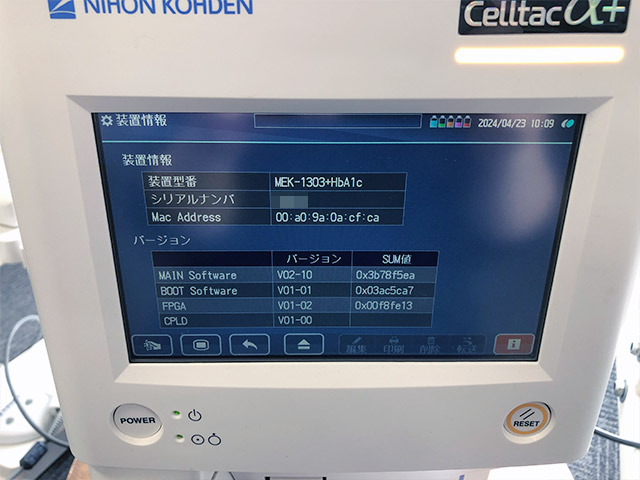 NIHON KOHDEN
Celltac α+
装置情報
2024/04/23 10:09
装置情報
装置型番 MEK-1303+HbA1c
シリアルナンバ
Mac Address 00:a0:9a:0a:cf:ca
バージョン
バージョン SUM値
MAIN Software V02-10 0x3b78f5ea
BOOT Software V01-01 0x03ac5ca7
FPGA V01-02 0x00f8fe13
CPLD V01-00
編集 印刷 削除 転送
POWER
RESET